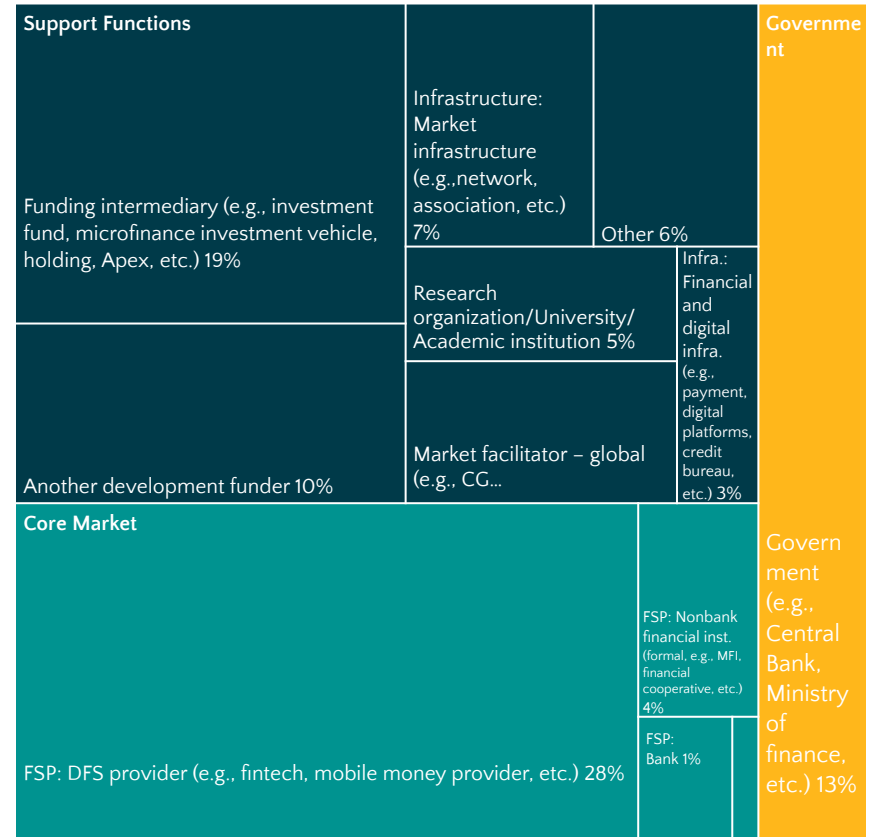 Support Functions
Funding intermediary (e.g., investment
fund, microfinance investment vehicle,
holding, Apex, etc.) 19%
Another development funder 10%
Infrastructure:
Market
infrastructure
(e.g.,network,
association, etc.)
7%
Other 6%
Research
organization/University/
Academic institution 5%
Market facilitator – global
(e.g., CG...
Infra.:
Financial
and
digital
infra.
(e.g.,
payment,
digital
platforms,
credit
bureau,
etc.) 3%
Core Market
FSP: DFS provider (e.g., fintech, mobile money provider, etc.) 28%
FSP: Nonbank
financial inst.
(formal, e.g., MFI,
financial
cooperative, etc.)
4%
FSP:
Bank 1%
Governme
nt
Govern
ment
(e.g.,
Central
Bank,
Ministry
of
finance,
etc.) 13%